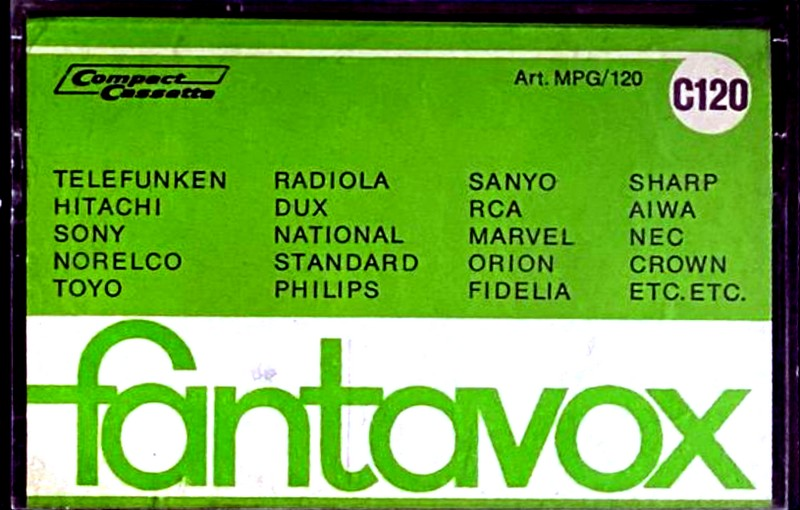 Compact Cassette
Art. MPG/120
C120
TELEFUNKEN RADIOLA SANYO SHARP
HITACHI DUX RCA AIWA
SONY NATIONAL MARVEL NEC
NORELCO STANDARD ORION CROWN
TOYO PHILIPS FIDELIA ETC.ETC.
fantavox